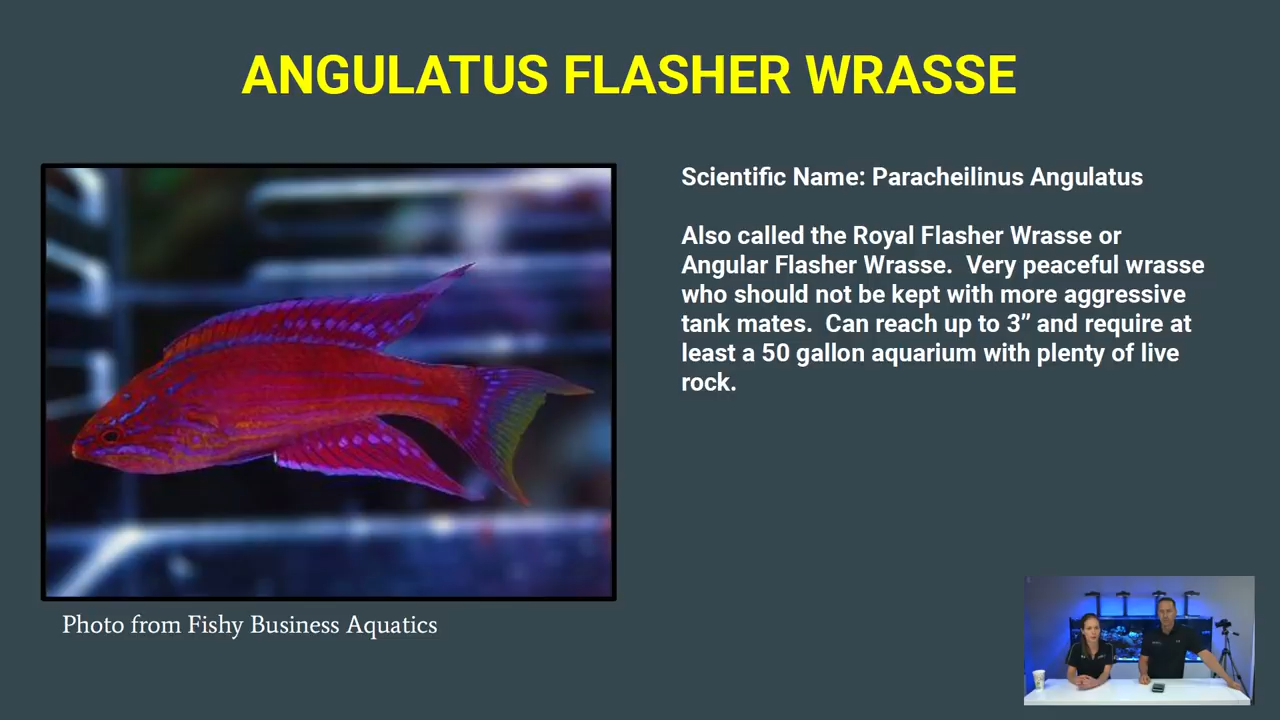 ANGULATUS FLASHER WRASSE
Scientific Name: Paracheilinus Angulatus
Also called the Royal Flasher Wrasse or
Angular Flasher Wrasse.  Very peaceful wrasse
who should not be kept with more aggressive
tank mates.  Can reach up to 3” and require at
least a 50 gallon aquarium with plenty of live
rock.
Photo from Fishy Business Aquatics